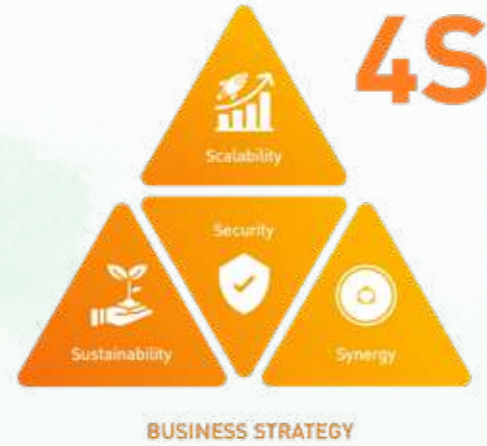 4S
Scalability
Security
Sustainability
Synergy
BUSINESS STRATEGY